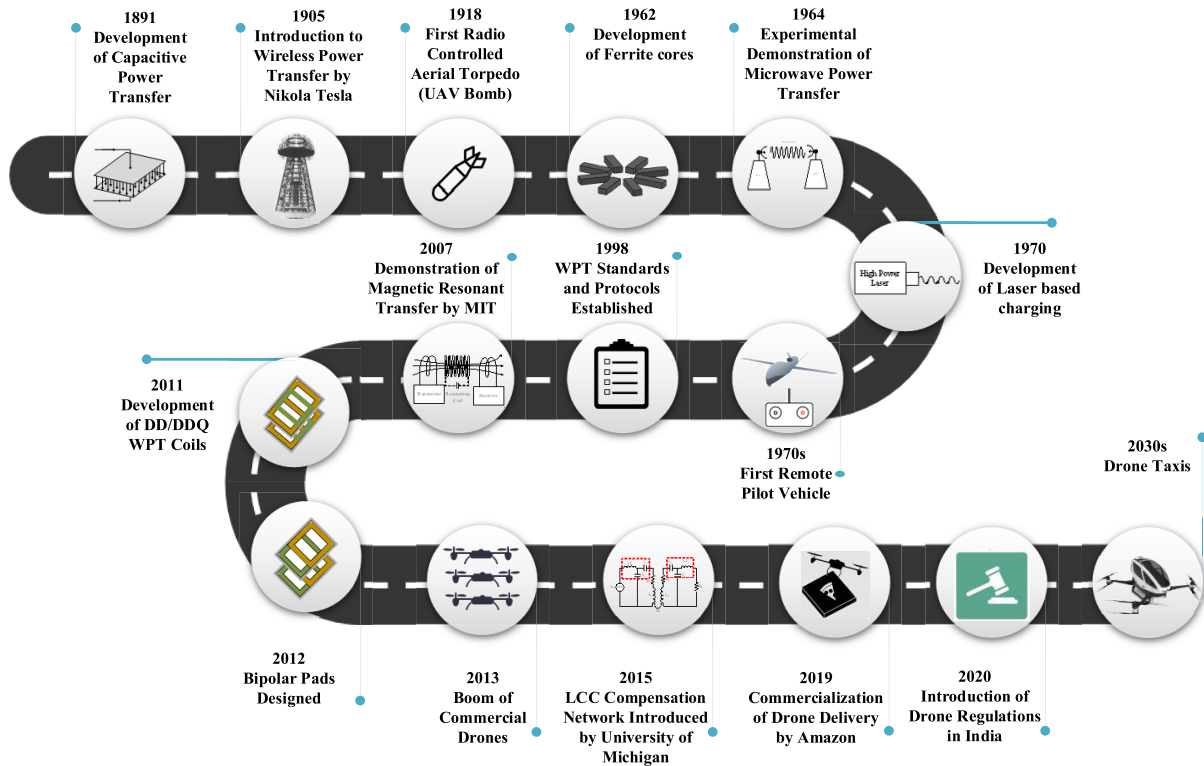 1891
Development
of Capacitive
Power
Transfer
1905
Introduction to
Wireless Power
Transfer by
Nikola Tesla
1918
First Radio
Controlled
Aerial Torpedo
(UAV Bomb)
1962
Development
of Ferrite cores
1964
Experimental
Demonstration of
Microwave Power
Transfer
1970
Development
of Laser based
charging
High Power
Laser
1970s
First Remote
Pilot Vehicle
1998
WPT Standards
and Protocols
Established
2007
Demonstration of
Magnetic Resonant
Transfer by MIT
2011
Development
of DD/DDQ
WPT Coils
2012
Bipolar Pads
Designed
2013
Boom of
Commercial
Drones
2015
LCC Compensation
Network Introduced
by University of
Michigan
2019
Commercialization
of Drone Delivery
by Amazon
2020
Introduction of
Drone Regulations
in India
2030s
Drone Taxis